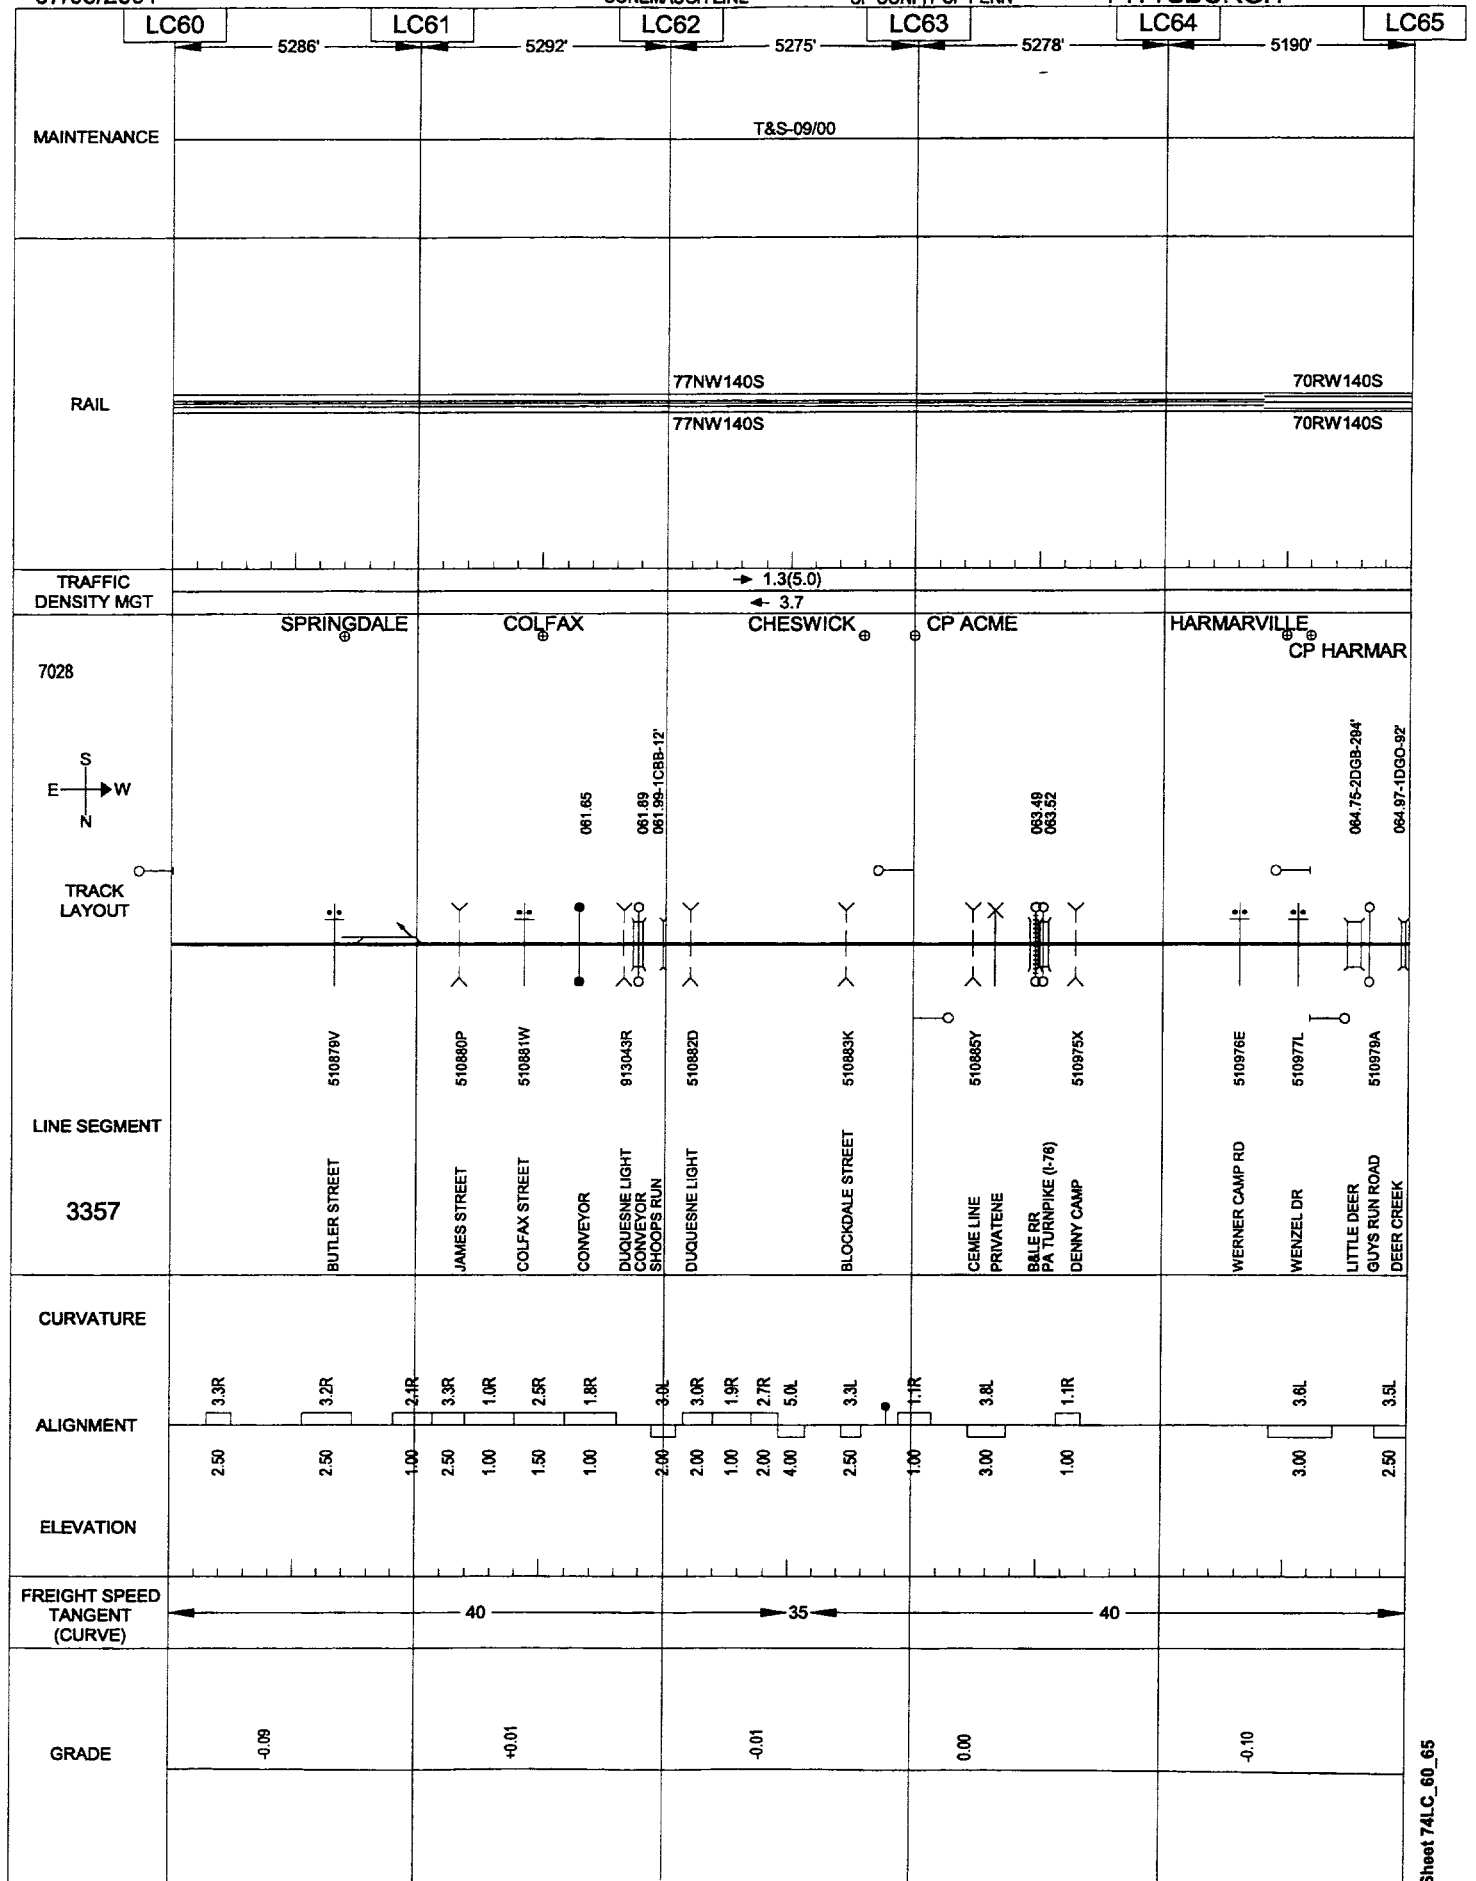 LC60 LC61 LC62 LC63 LC64 LC65
5286' 5292' 5275' 5278' 5190'
MAINTENANCE
T&S-09/00
RAIL
77NW140S 70RW140S
77NW140S 70RW140S
TRAFFIC
DENSITY MGT
1.3(5.0)
3.7
SPRINGDALE COLFAX CHESWICK CP ACME HARMARVILLE
CP HARMAR
7028
S
E W
N
061.65
061.89
061.99-1CBB-12'
063.49
063.52
064.75-2DGB-294'
064.97-1DGO-92'
TRACK
LAYOUT
510879V
510880P
510881W
913043R
510882D
510883K
510885Y
510975X
510976E
510977L
510979A
LINE SEGMENT
3357
BUTLER STREET
JAMES STREET
COLFAX STREET
CONVEYOR
DUQUESNE LIGHT
CONVEYOR
SHOOPS RUN
DUQUESNE LIGHT
BLOCKDALE STREET
CEME LINE
PRIVATENE
B&LE RR
PA TURNPIKE (I-76)
DENNY CAMP
WERNER CAMP RD
WENZEL DR
LITTLE DEER
GUYS RUN ROAD
DEER CREEK
CURVATURE
3.3R 3.2R 2.1R 3.3R 1.0R 2.5R 1.8R 3.0L 3.0R 1.9R 2.7R 5.0L 3.3L 1.1R 3.8L 1.1R 3.6L 3.5L
ALIGNMENT
2.50 2.50 1.00 2.50 1.00 1.50 1.00 2.00 2.00 1.00 2.00 4.00 2.50 1.00 3.00 1.00 3.00 2.50
ELEVATION
FREIGHT SPEED
TANGENT
(CURVE)
40 35 40
GRADE
-0.09 +0.01 -0.01 0.00 -0.10
Sheet 74LC_60_65